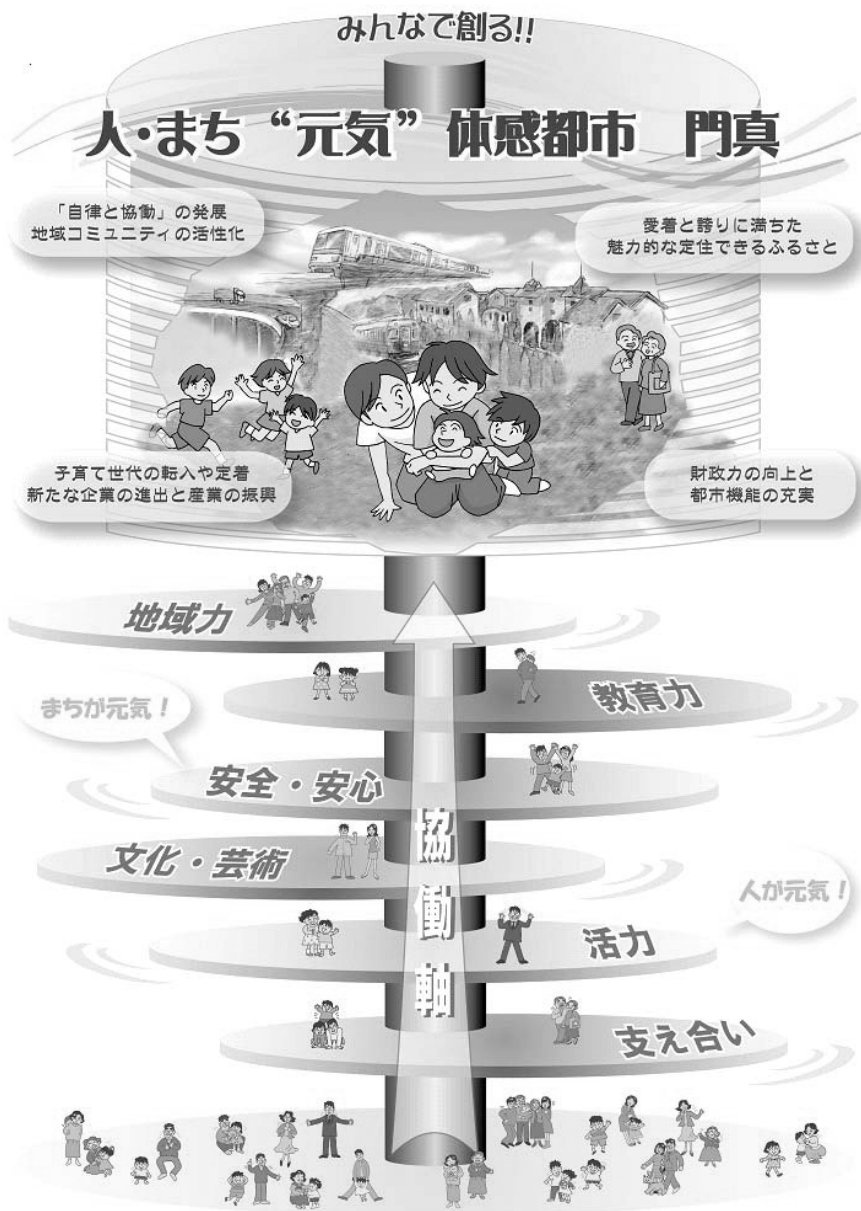 みんなで創る!!
人・まち “元気” 体感都市 門真
「自律と協働」の発展
地域コミュニティの活性化
愛着と誇りに満ちた
魅力的な定住できるふるさと
子育て世代の転入や定着
新たな企業の進出と産業の振興
財政力の向上と
都市機能の充実
地域力
教育力
まちが元気！
安全・安心
文化・芸術
人が元気！
活力
支え合い
協働軸